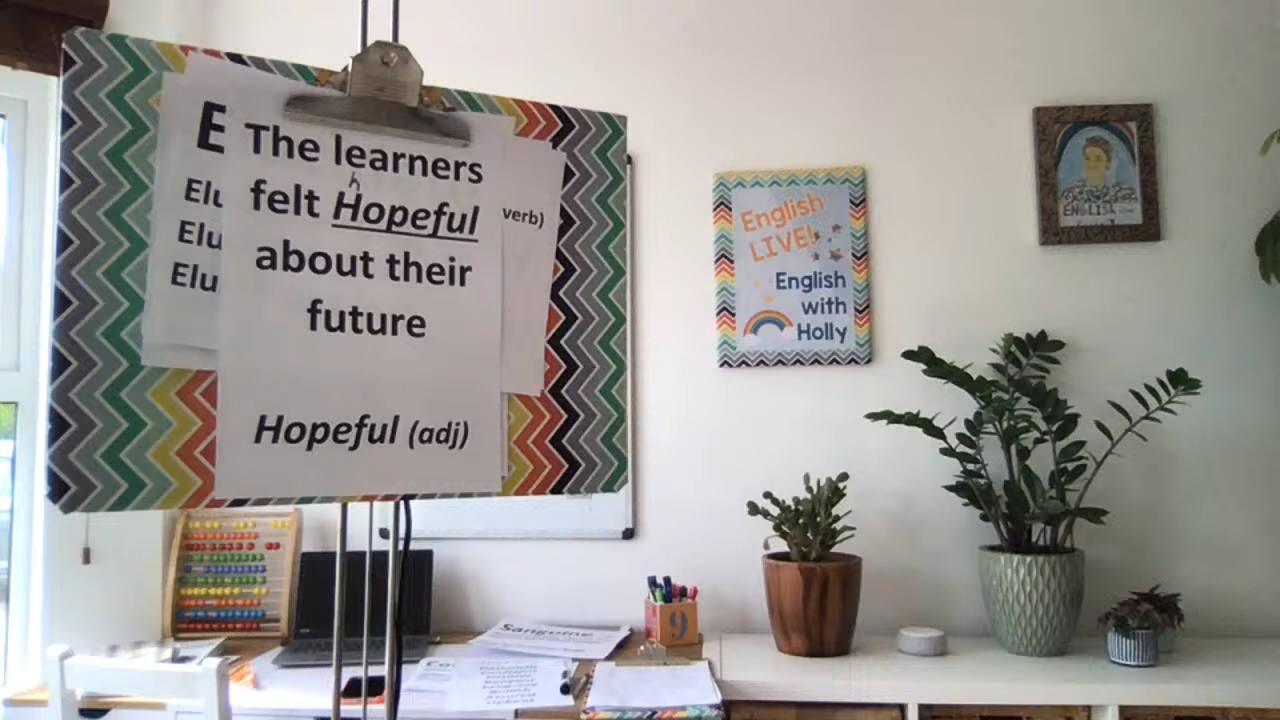 E
Elu
Elu
Elu
The learners
felt Hopeful
h
about their
future
Hopeful (adj)
verb)
English
LIVE!
English
with
Holly
ENGLISH
Sanguine
Co
9